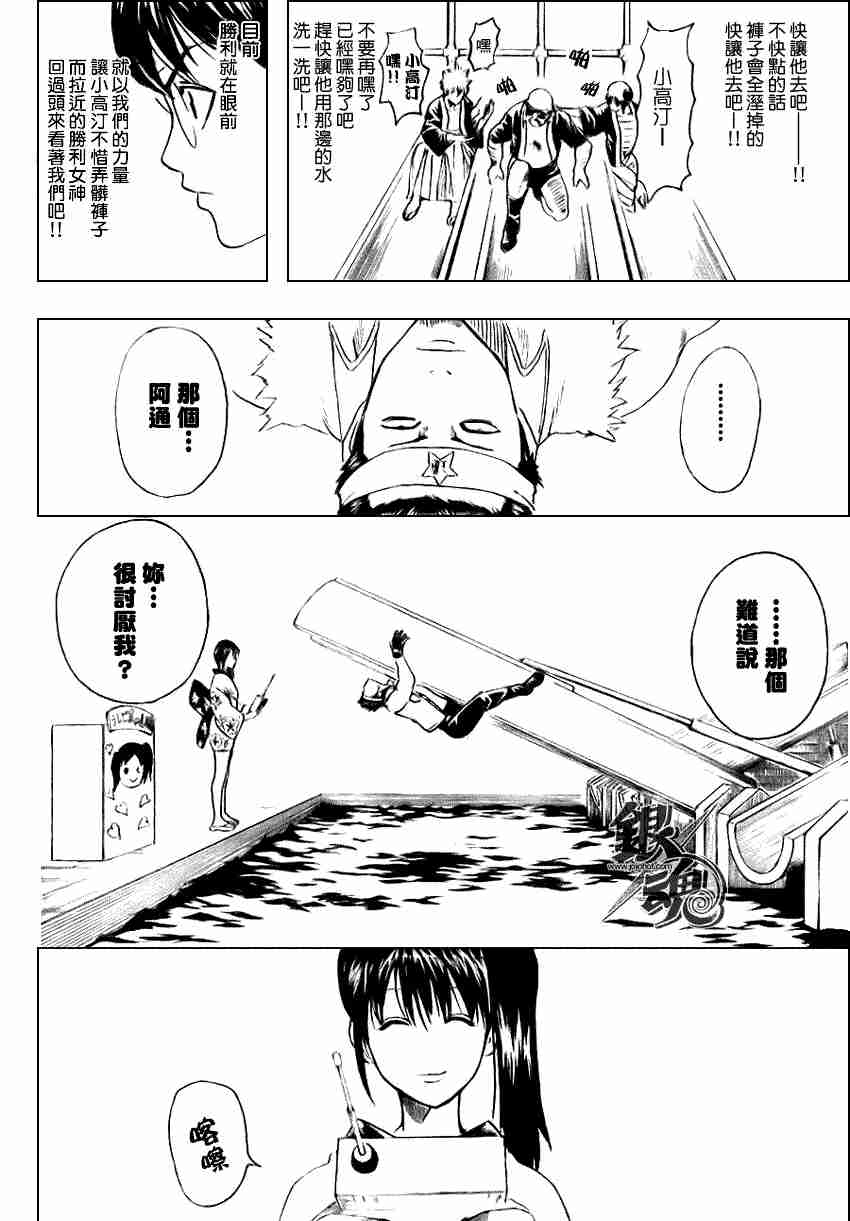 快讓他去吧——!!
不快點的話
褲子會全溼掉的
快讓他去吧—!!
小高汀—
啪
啪
嘿
小高汀
嘿!!
不要再嘿了
已經嘿夠了吧
趕快讓他用那邊的水
洗一洗吧—!!
目前
勝利就在眼前
就以我們的力量
讓小高汀不惜弄髒褲子
而拉近的勝利女神
回過頭來看著我們吧!!
………
那個…
阿通
……那個
難道說
妳…
很討厭我？
銀魂
www.jojohot.com
喀嚓